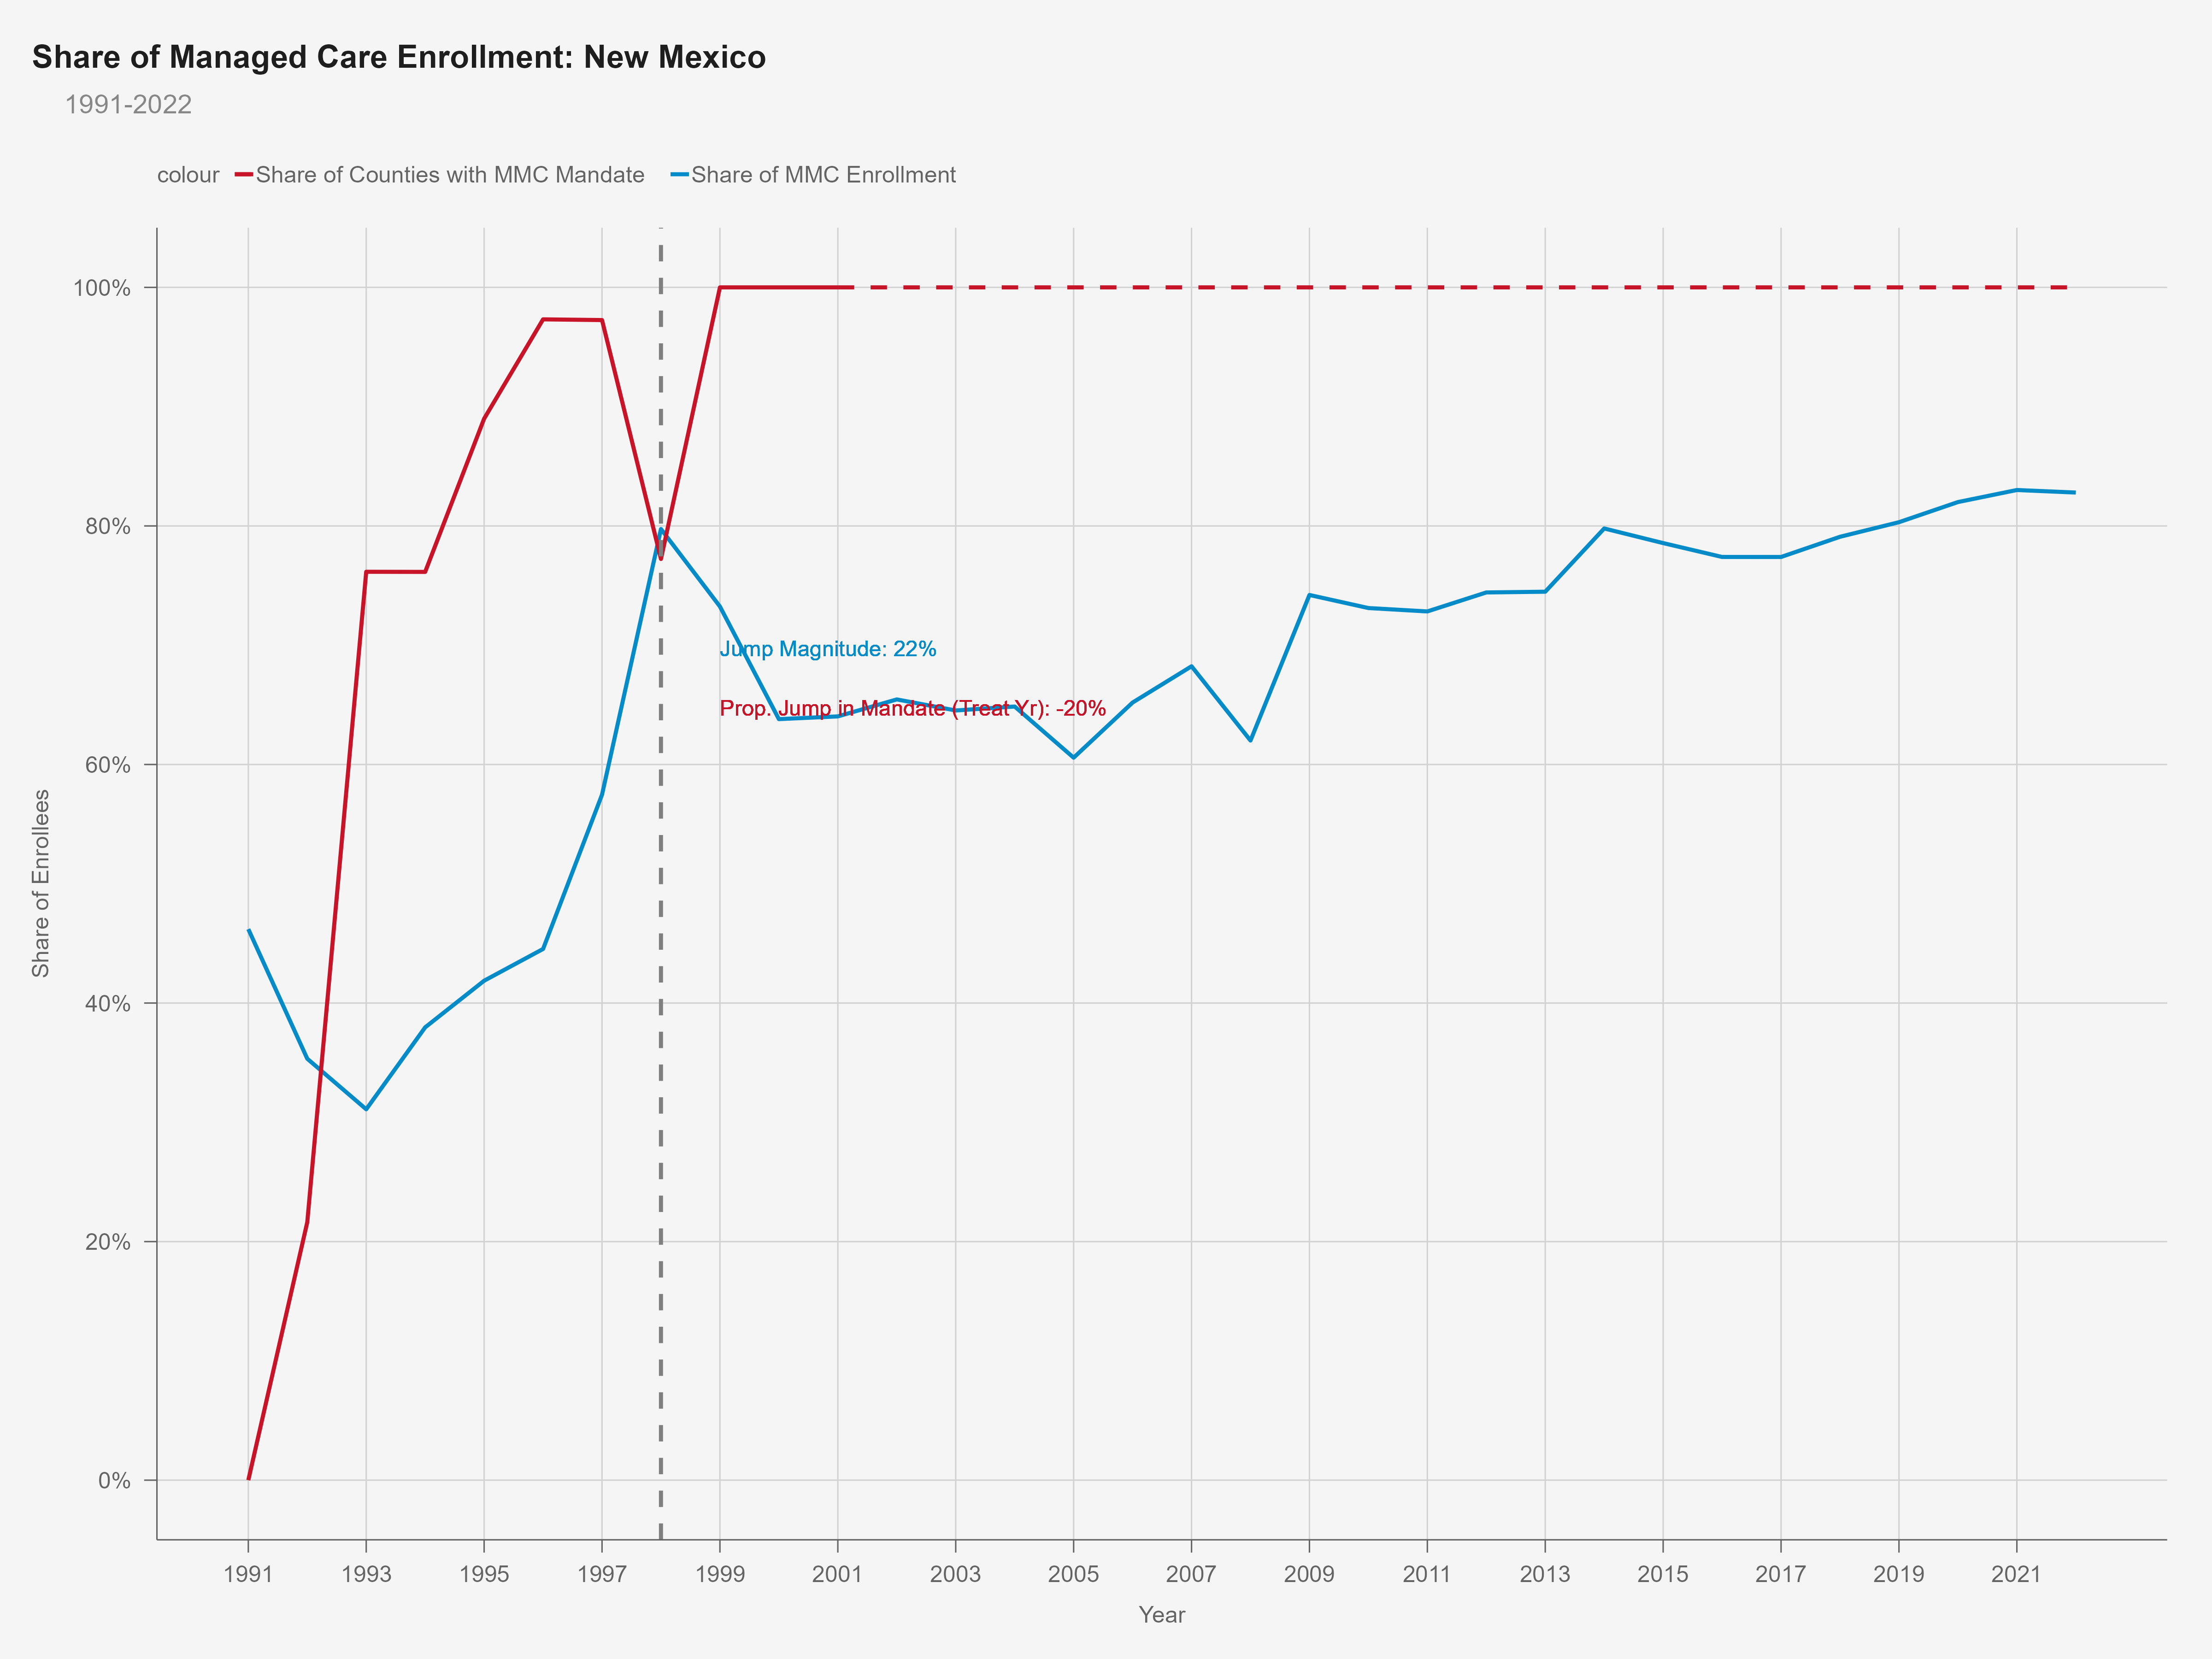 Share of Managed Care Enrollment: New Mexico
1991-2022
colour Share of Counties with MMC Mandate Share of MMC Enrollment
100%
80%
60%
40%
20%
0%
Share of Enrollees
Jump Magnitude: 22%
Prop. Jump in Mandate (Treat Yr): -20%
1991 1993 1995 1997 1999 2001 2003 2005 2007 2009 2011 2013 2015 2017 2019 2021
Year